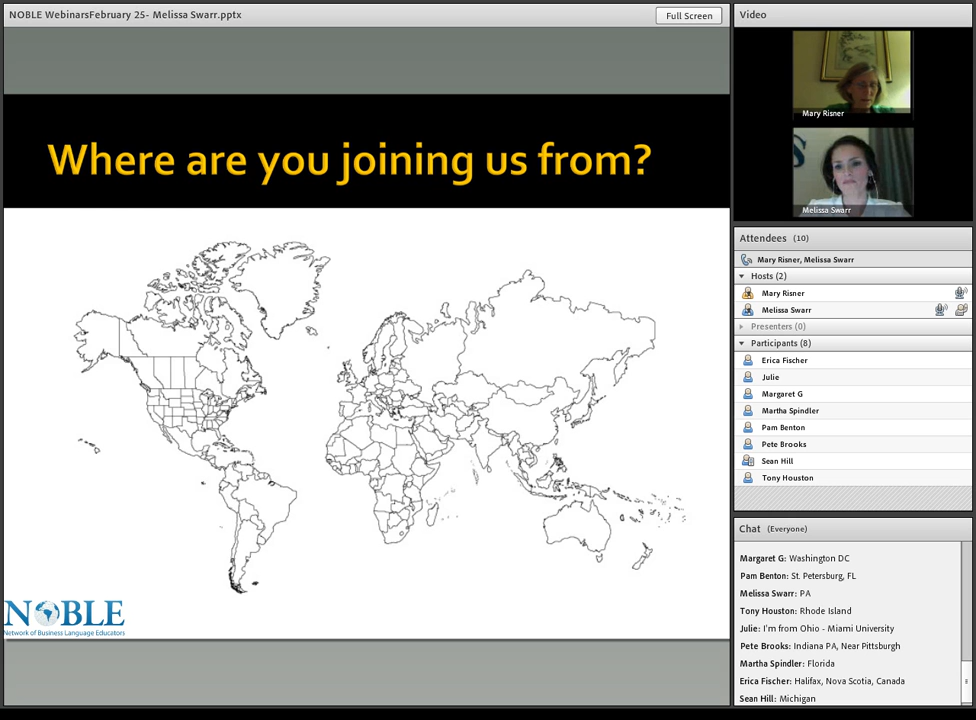 NOBLE WebinarsFebruary 25- Melissa Swarr.pptx
Full Screen
Where are you joining us from?
NOBLE
Network of Business Language Educators
Video
Mary Risner
Melissa Swarr
Attendees (10)
Mary Risner, Melissa Swarr
Hosts (2)
Mary Risner
Melissa Swarr
Presenters (0)
Participants (8)
Erica Fischer
Julie
Margaret G
Martha Spindler
Pam Benton
Pete Brooks
Sean Hill
Tony Houston
Chat (Everyone)
Margaret G: Washington DC
Pam Benton: St. Petersburg, FL
Melissa Swarr: PA
Tony Houston: Rhode Island
Julie: I'm from Ohio - Miami University
Pete Brooks: Indiana PA, Near Pittsburgh
Martha Spindler: Florida
Erica Fischer: Halifax, Nova Scotia, Canada
Sean Hill: Michigan